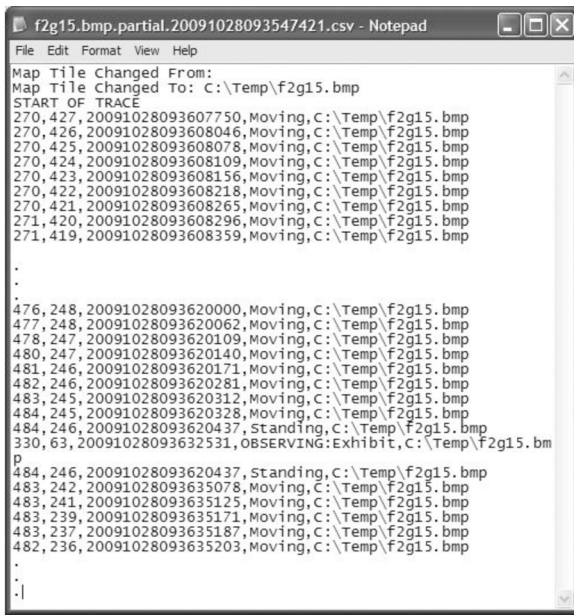 f2g15.bmp.partial.20091028093547421.csv - Notepad
File Edit Format View Help
Map Tile Changed From:
Map Tile Changed To: C:\Temp\f2g15.bmp
START OF TRACE
270,427,20091028093607750,Moving,C:\Temp\f2g15.bmp
270,426,20091028093608046,Moving,C:\Temp\f2g15.bmp
270,425,20091028093608078,Moving,C:\Temp\f2g15.bmp
270,424,20091028093608109,Moving,C:\Temp\f2g15.bmp
270,423,20091028093608156,Moving,C:\Temp\f2g15.bmp
270,422,20091028093608218,Moving,C:\Temp\f2g15.bmp
270,421,20091028093608265,Moving,C:\Temp\f2g15.bmp
271,420,20091028093608296,Moving,C:\Temp\f2g15.bmp
271,419,20091028093608359,Moving,C:\Temp\f2g15.bmp
.
.
.
476,248,20091028093620000,Moving,C:\Temp\f2g15.bmp
477,248,20091028093620062,Moving,C:\Temp\f2g15.bmp
478,247,20091028093620109,Moving,C:\Temp\f2g15.bmp
480,247,20091028093620140,Moving,C:\Temp\f2g15.bmp
481,246,20091028093620171,Moving,C:\Temp\f2g15.bmp
482,246,20091028093620281,Moving,C:\Temp\f2g15.bmp
483,245,20091028093620312,Moving,C:\Temp\f2g15.bmp
484,245,20091028093620328,Moving,C:\Temp\f2g15.bmp
484,246,20091028093620437,Standing,C:\Temp\f2g15.bmp
330,63,20091028093632531,OBSERVING:Exhibit,C:\Temp\f2g15.bm
p
484,246,20091028093620437,Standing,C:\Temp\f2g15.bmp
483,242,20091028093635078,Moving,C:\Temp\f2g15.bmp
483,241,20091028093635125,Moving,C:\Temp\f2g15.bmp
483,239,20091028093635171,Moving,C:\Temp\f2g15.bmp
483,237,20091028093635187,Moving,C:\Temp\f2g15.bmp
482,236,20091028093635203,Moving,C:\Temp\f2g15.bmp
.
.
.